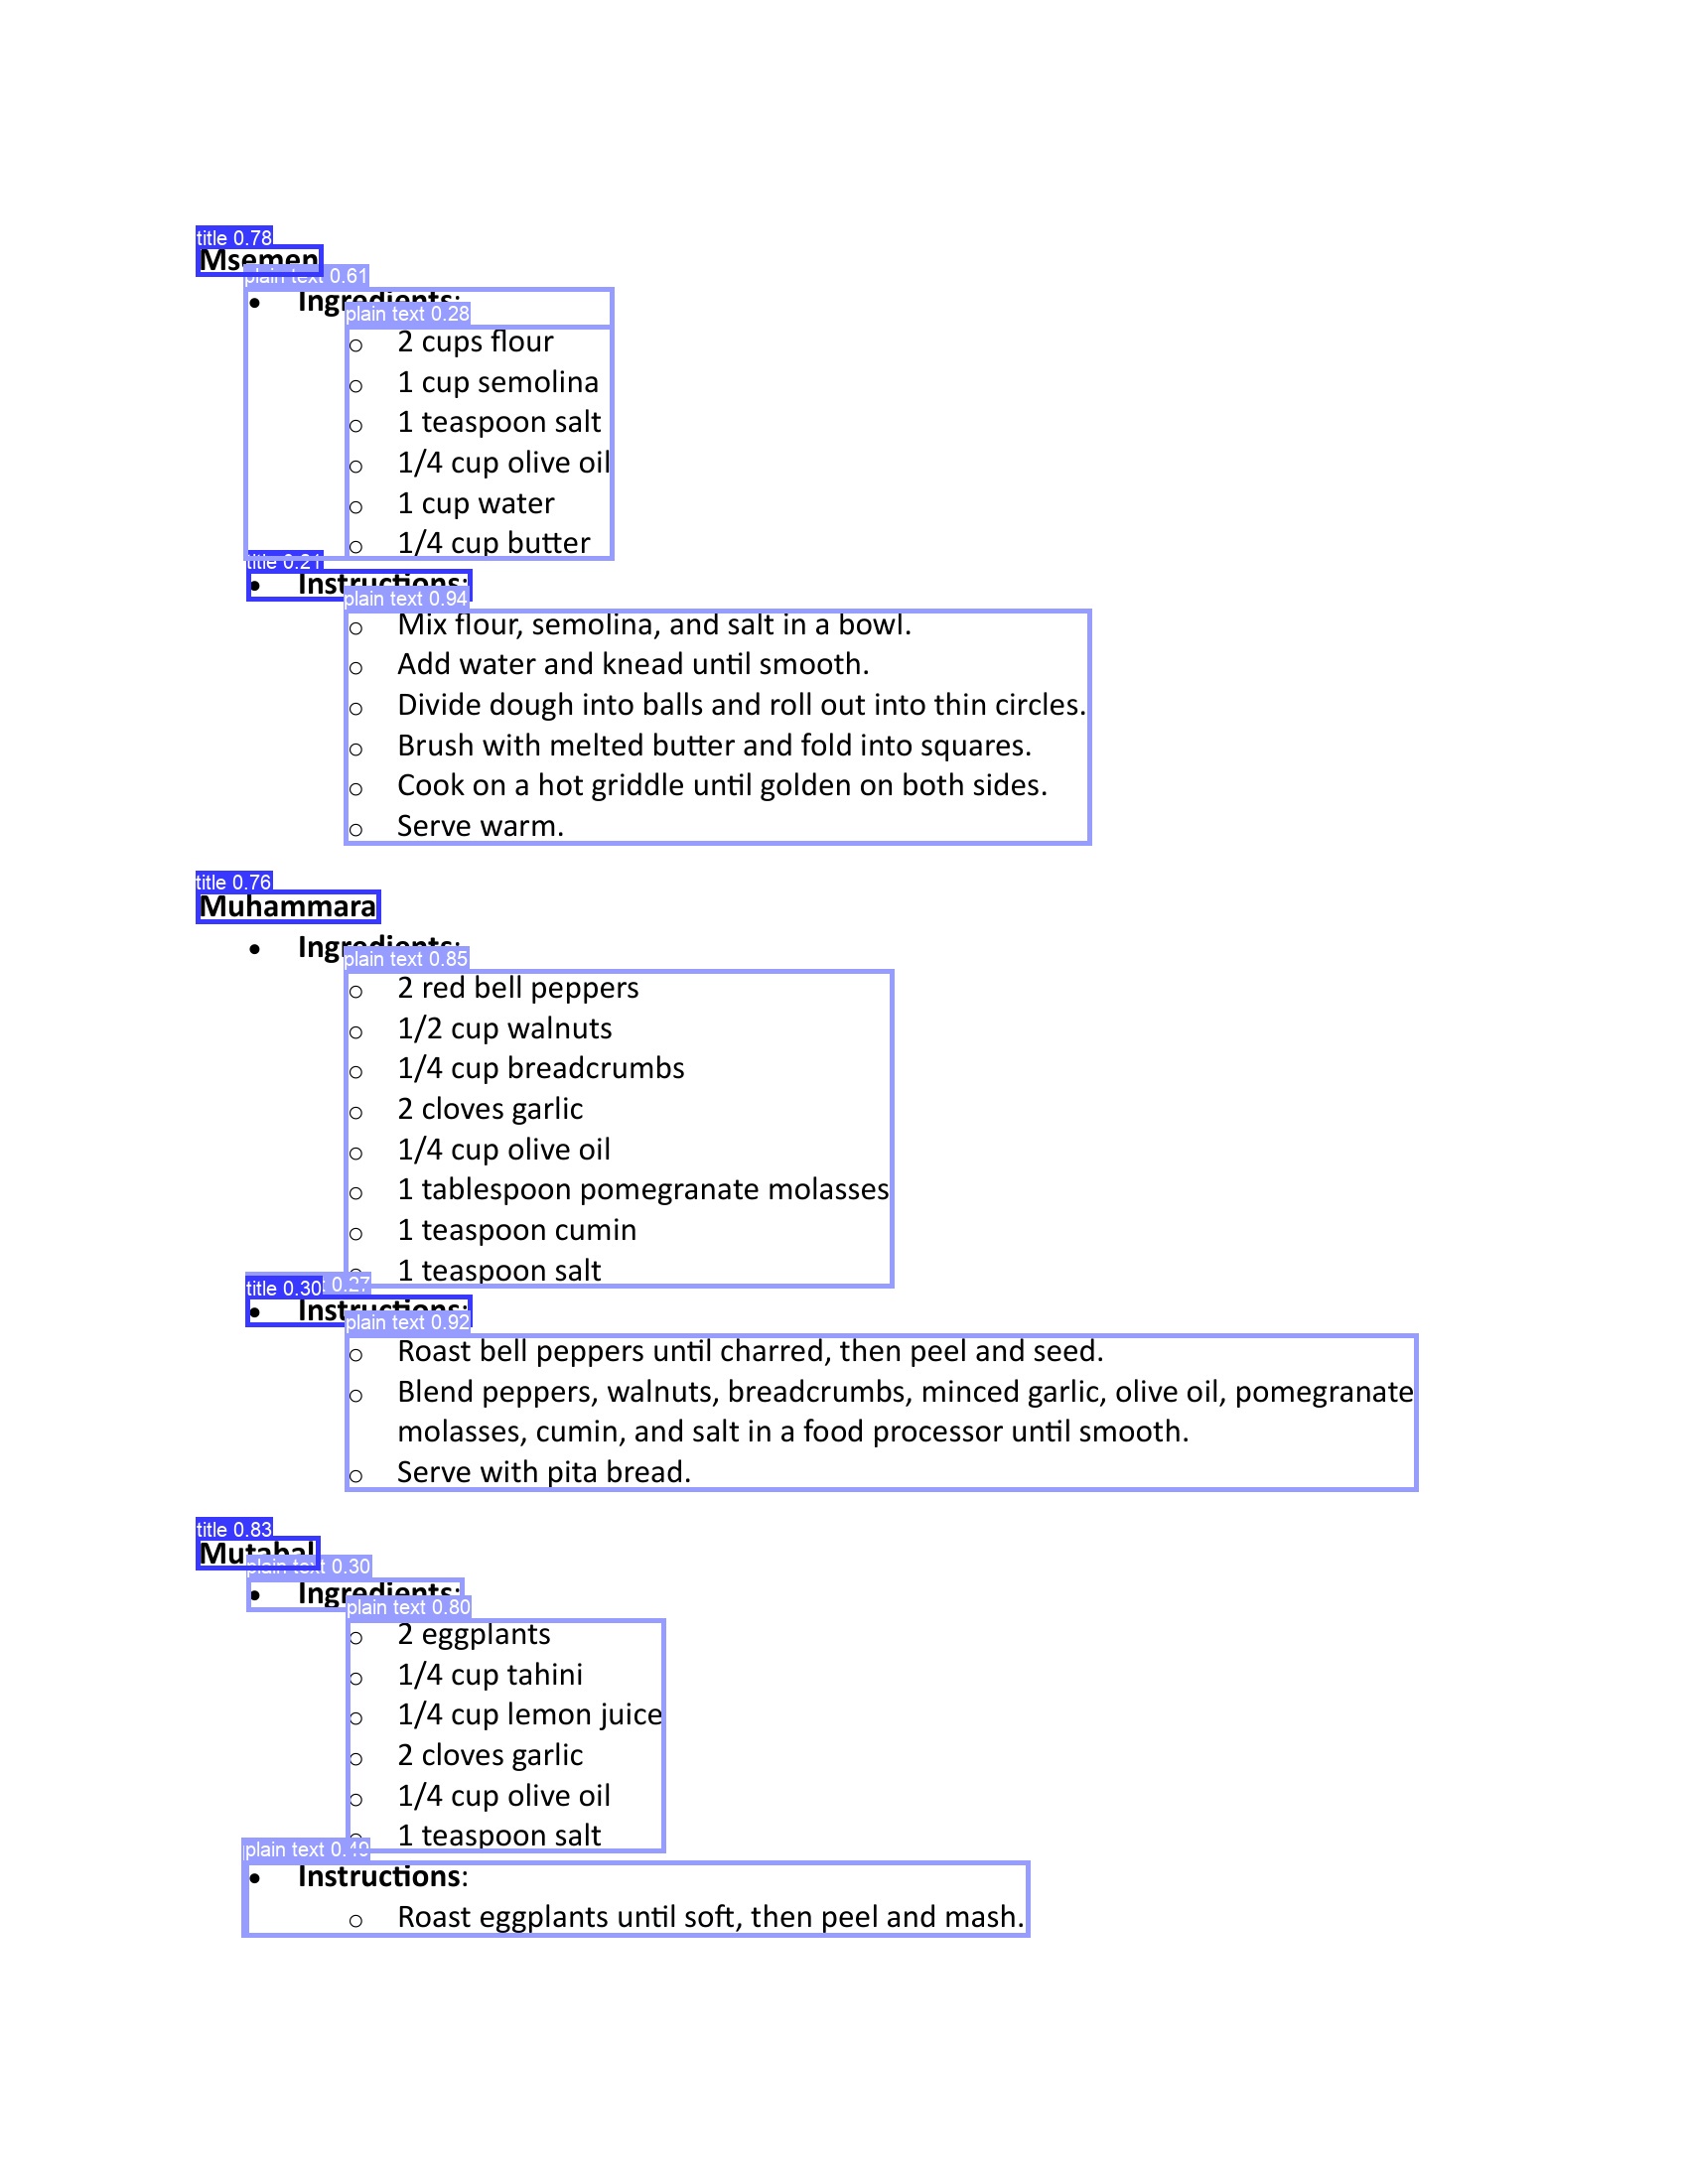 title 0.78
Msemen
plain text 0.61
• Ingredients:
plain text 0.28
○ 2 cups flour
○ 1 cup semolina
○ 1 teaspoon salt
○ 1/4 cup olive oil
○ 1 cup water
○ 1/4 cup butter
title 0.21
• Instructions:
plain text 0.94
○ Mix flour, semolina, and salt in a bowl.
○ Add water and knead until smooth.
○ Divide dough into balls and roll out into thin circles.
○ Brush with melted butter and fold into squares.
○ Cook on a hot griddle until golden on both sides.
○ Serve warm.
title 0.76
Muhammara
• Ingredients:
plain text 0.85
○ 2 red bell peppers
○ 1/2 cup walnuts
○ 1/4 cup breadcrumbs
○ 2 cloves garlic
○ 1/4 cup olive oil
○ 1 tablespoon pomegranate molasses
○ 1 teaspoon cumin
○ 1 teaspoon salt
title 0.30 0.27
• Instructions:
plain text 0.92
○ Roast bell peppers until charred, then peel and seed.
○ Blend peppers, walnuts, breadcrumbs, minced garlic, olive oil, pomegranate
molasses, cumin, and salt in a food processor until smooth.
○ Serve with pita bread.
title 0.83
Mutabal
plain text 0.30
• Ingredients:
plain text 0.80
○ 2 eggplants
○ 1/4 cup tahini
○ 1/4 cup lemon juice
○ 2 cloves garlic
○ 1/4 cup olive oil
○ 1 teaspoon salt
plain text 0.49
• Instructions:
○ Roast eggplants until soft, then peel and mash.